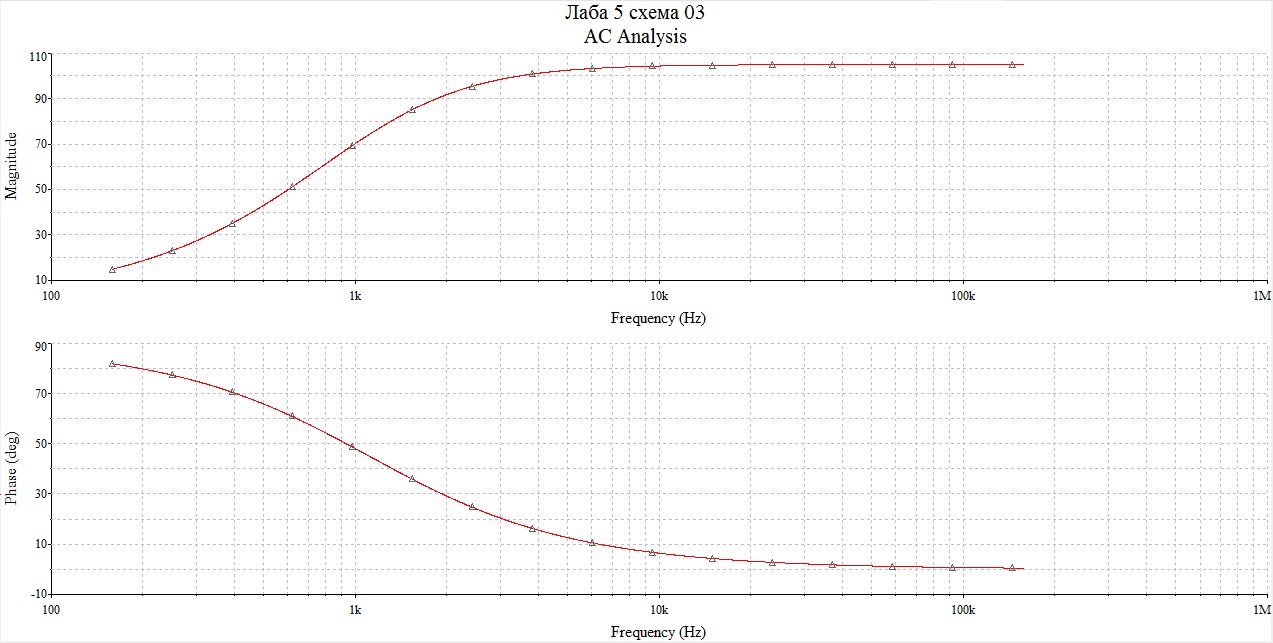 Лаба 5 схема 03
AC Analysis
110
90
70
50
30
10
Magnitude
100 1k 10k 100k 1M
Frequency (Hz)
90
70
50
30
10
-10
Phase (deg)
100 1k 10k 100k 1M
Frequency (Hz)